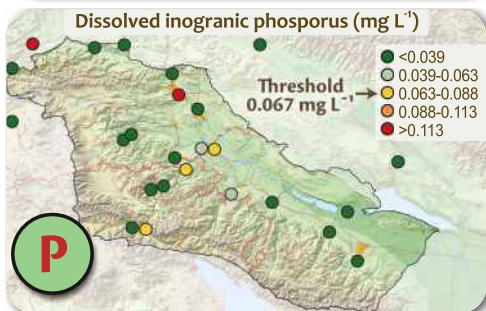 Dissolved inogranic phosporus (mg L⁻¹)
<0.039
0.039-0.063
Threshold
0.063-0.088
0.067 mg L⁻¹
0.088-0.113
>0.113
P